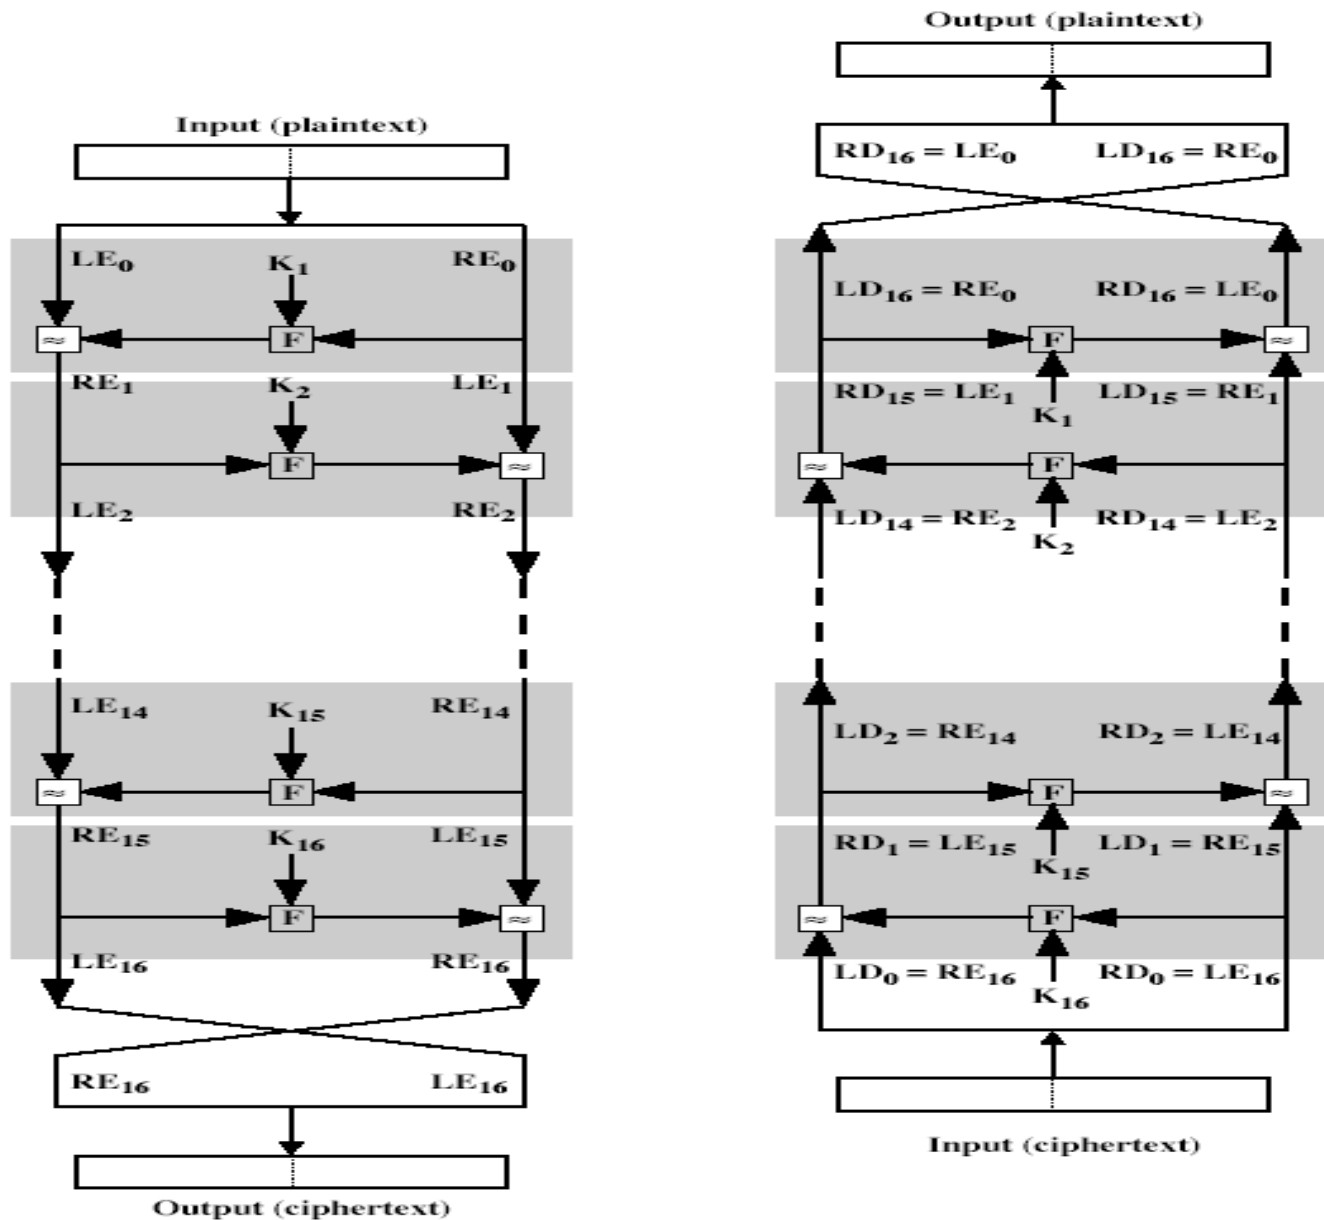 Input (plaintext)
LE0 K1 RE0
≈ F
RE1 K2 LE1
F ≈
LE2 RE2
LE14 K15 RE14
≈ F
RE15 K16 LE15
F ≈
LE16 RE16
RE16 LE16
Output (ciphertext)
Output (plaintext)
RD16 = LE0 LD16 = RE0
LD16 = RE0 RD16 = LE0
F ≈
RD15 = LE1 LD15 = RE1
K1
≈ F
LD14 = RE2 RD14 = LE2
K2
LD2 = RE14 RD2 = LE14
F ≈
RD1 = LE15 LD1 = RE15
K15
≈ F
LD0 = RE16 RD0 = LE16
K16
Input (ciphertext)